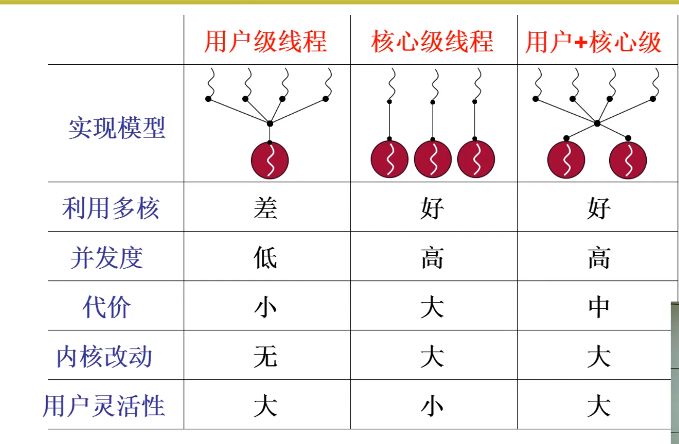 用户级线程 核心级线程 用户+核心级
实现模型
利用多核 差 好 好
并发度 低 高 高
代价 小 大 中
内核改动 无 大 大
用户灵活性 大 小 大